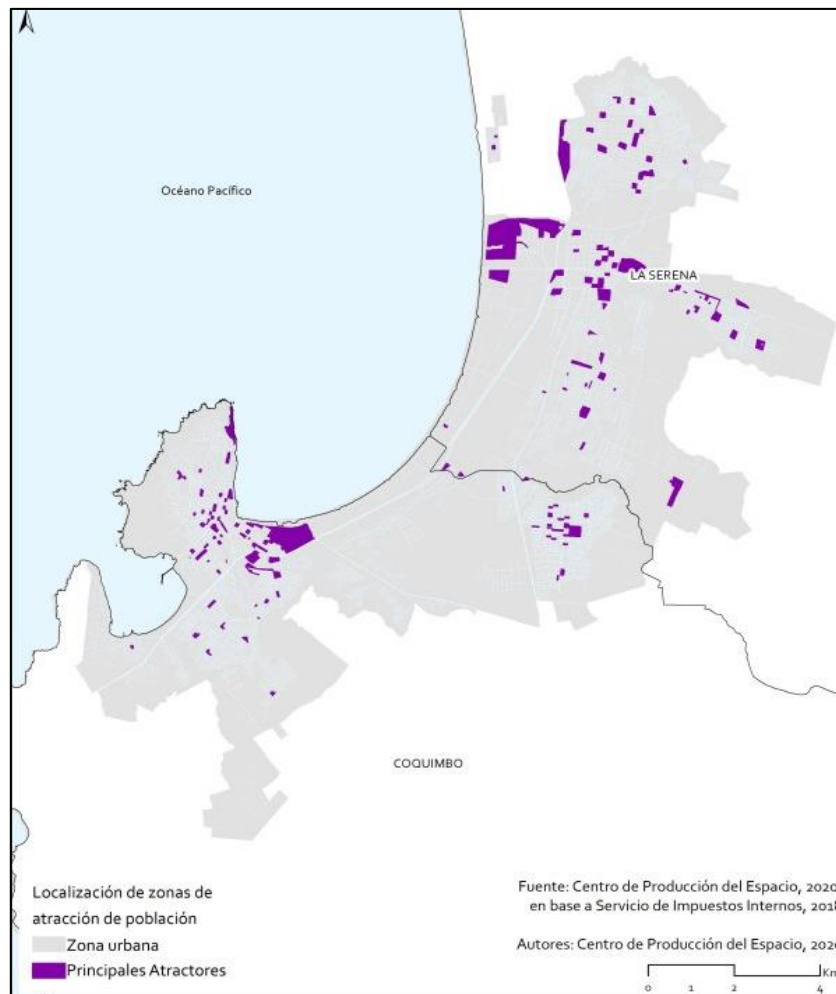 Océano Pacífico
LA SERENA
COQUIMBO
Localización de zonas de
atracción de población
Zona urbana
Principales Atractores
Fuente: Centro de Producción del Espacio, 2020
en base a Servicio de Impuestos Internos, 2018
Autores: Centro de Producción del Espacio, 2020
Km
0 1 2 4